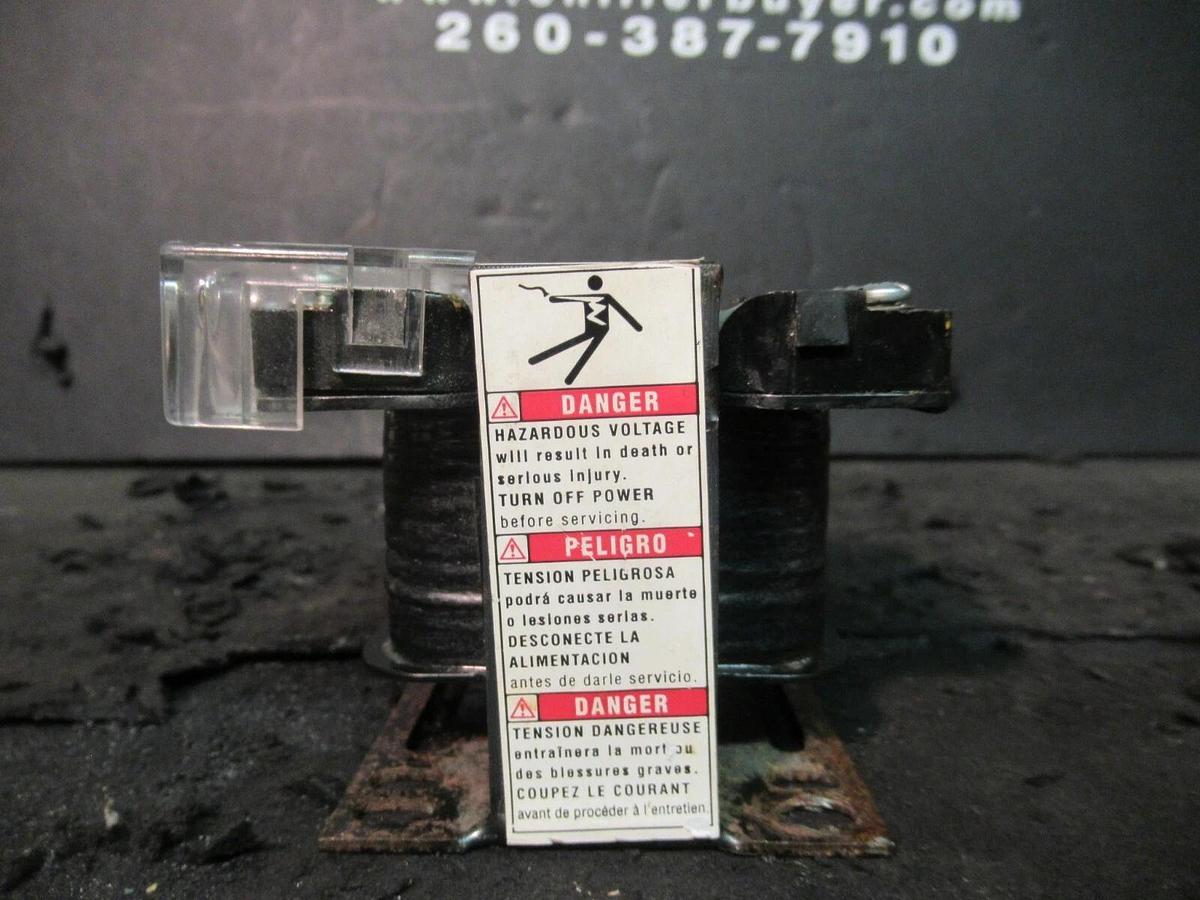 260-387-7910
DANGER
HAZARDOUS VOLTAGE
will result in death or
serious injury.
TURN OFF POWER
before servicing.
PELIGRO
TENSION PELIGROSA
podrá causar la muerte
o lesiones serias.
DESCONECTE LA
ALIMENTACION
antes de darle servicio.
DANGER
TENSION DANGEREUSE
entraînera la mort ou
des blessures graves.
COUPEZ LE COURANT
avant de procéder à l'entretien.